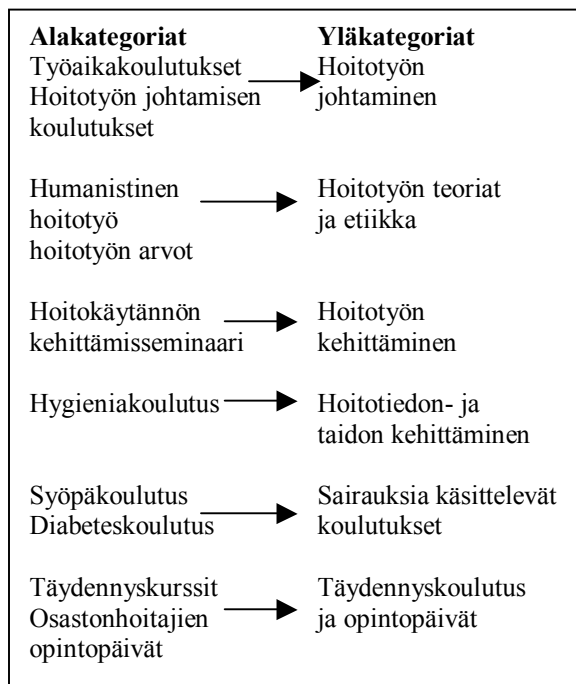 Alakategoriat Yläkategoriat
Työaikakoulutukset Hoitotyön
Hoitotyön johtamisen johtaminen
koulutukset
Humanistinen Hoitotyön teoriat
hoitotyö ja etiikka
hoitotyön arvot
Hoitokäytännön Hoitotyön
kehittämisseminaari kehittäminen
Hygieniakoulutus Hoitotiedon- ja
taidon kehittäminen
Syöpäkoulutus Sairauksia käsittelevät
Diabeteskoulutus koulutukset
Täydennyskurssit Täydennyskoulutus
Osastonhoitajien ja opintopäivät
opintopäivät